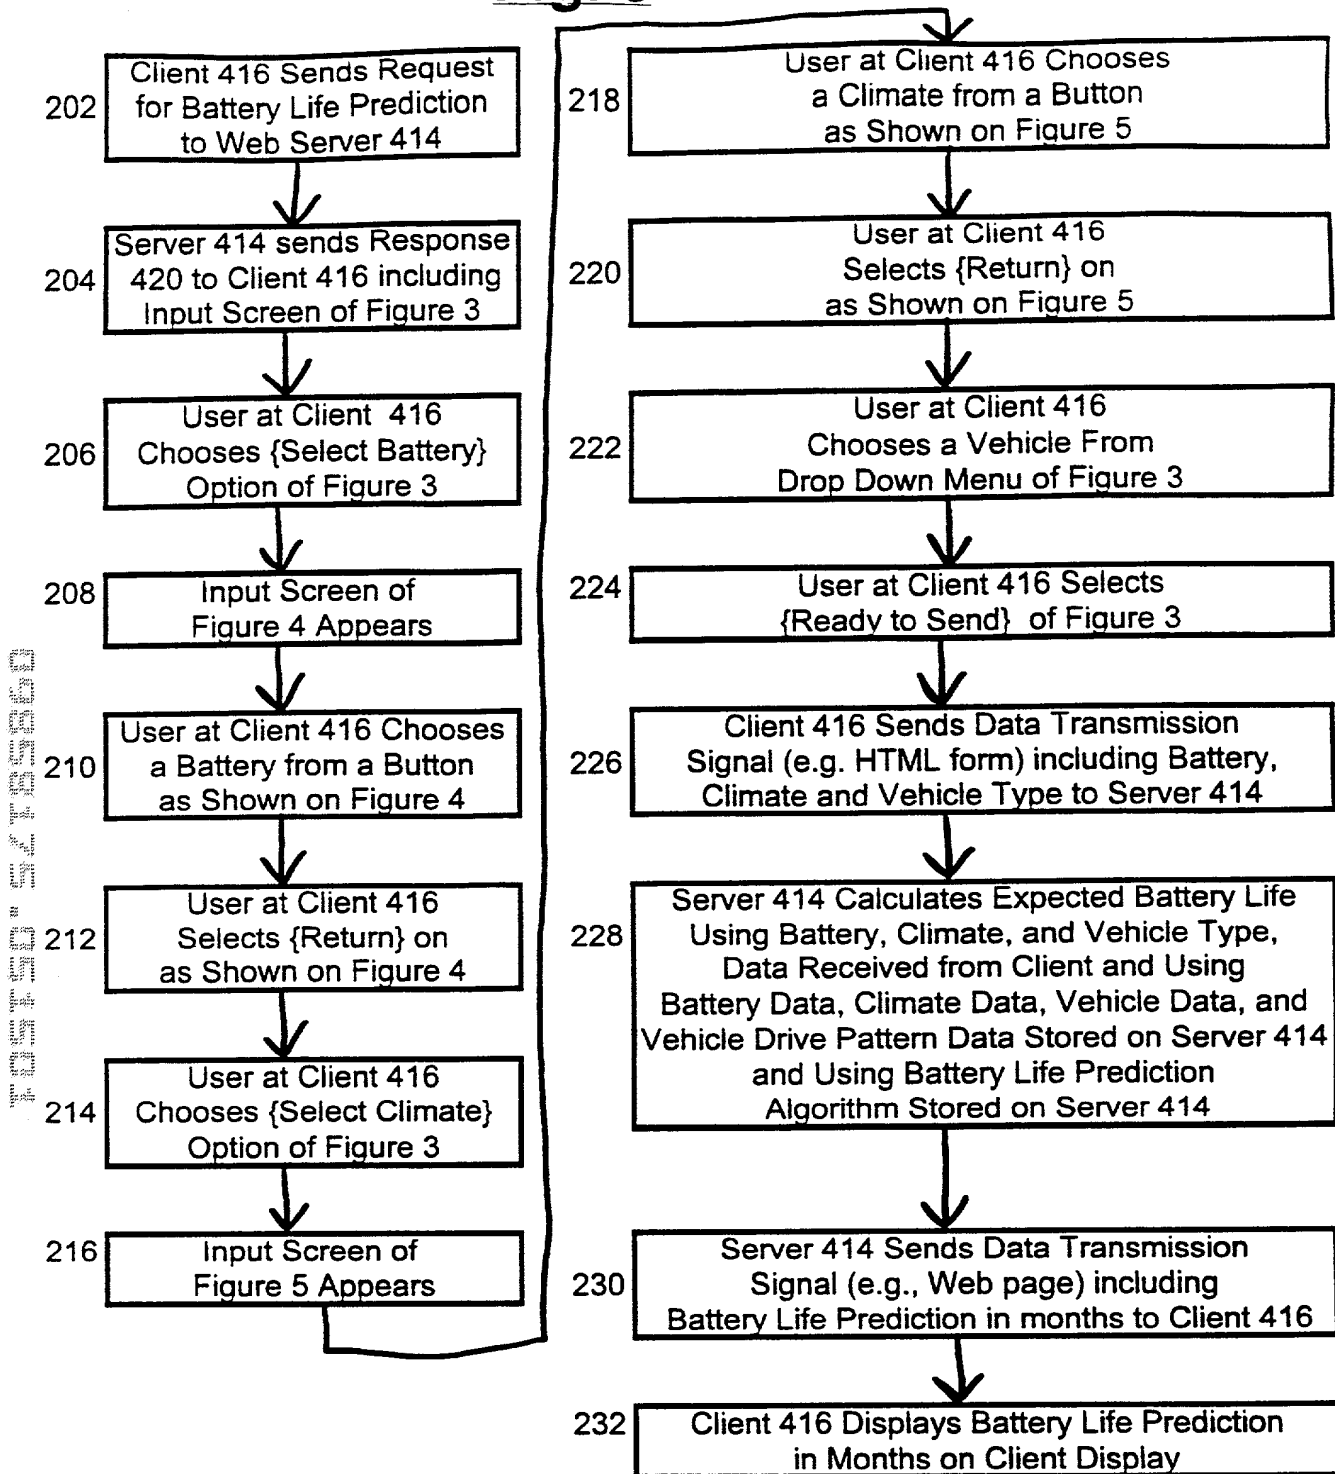 202
Client 416 Sends Request
for Battery Life Prediction
to Web Server 414
204
Server 414 sends Response
420 to Client 416 including
Input Screen of Figure 3
206
User at Client 416
Chooses {Select Battery}
Option of Figure 3
208
Input Screen of
Figure 4 Appears
210
User at Client 416 Chooses
a Battery from a Button
as Shown on Figure 4
212
User at Client 416
Selects {Return} on
as Shown on Figure 4
214
User at Client 416
Chooses {Select Climate}
Option of Figure 3
216
Input Screen of
Figure 5 Appears
218
User at Client 416 Chooses
a Climate from a Button
as Shown on Figure 5
220
User at Client 416
Selects {Return} on
as Shown on Figure 5
222
User at Client 416
Chooses a Vehicle From
Drop Down Menu of Figure 3
224
User at Client 416 Selects
{Ready to Send} of Figure 3
226
Client 416 Sends Data Transmission
Signal (e.g. HTML form) including Battery,
Climate and Vehicle Type to Server 414
228
Server 414 Calculates Expected Battery Life
Using Battery, Climate, and Vehicle Type,
Data Received from Client and Using
Battery Data, Climate Data, Vehicle Data, and
Vehicle Drive Pattern Data Stored on Server 414
and Using Battery Life Prediction
Algorithm Stored on Server 414
230
Server 414 Sends Data Transmission
Signal (e.g., Web page) including
Battery Life Prediction in months to Client 416
232
Client 416 Displays Battery Life Prediction
in Months on Client Display